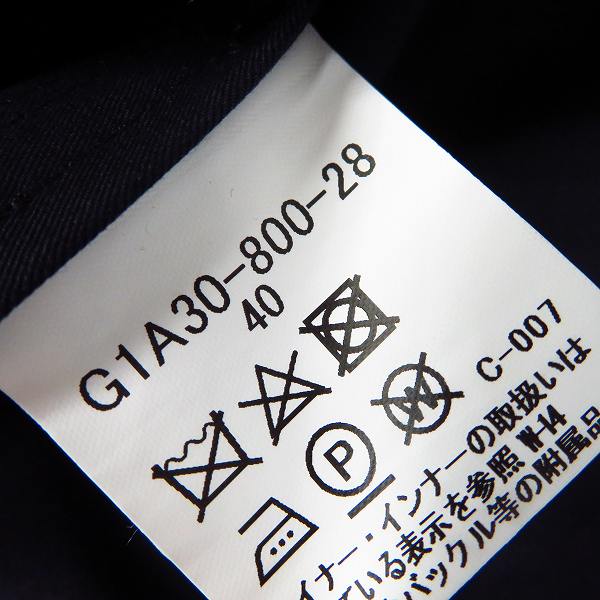 G1A30-800-28
40
P
W
C-007
イナー・インナーの取扱いは
ている表示を参照 W-14
バックル等の附属品